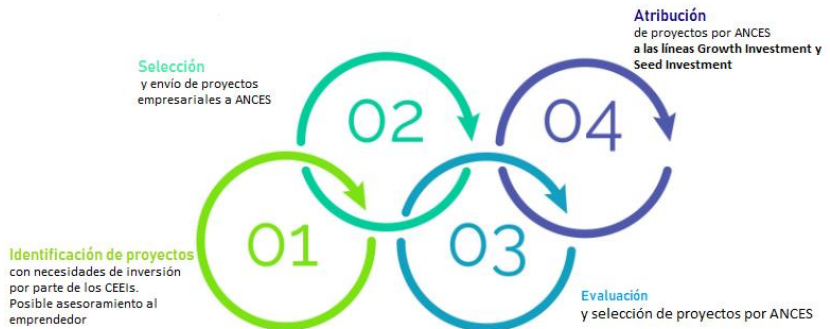 01
Identificación de proyectos
con necesidades de inversión
por parte de los CEEIs.
Posible asesoramiento al
emprendedor
02
Selección
y envío de proyectos
empresariales a ANCES
03
Evaluación
y selección de proyectos por ANCES
04
Atribución
de proyectos por ANCES
a las líneas Growth Investment y
Seed Investment